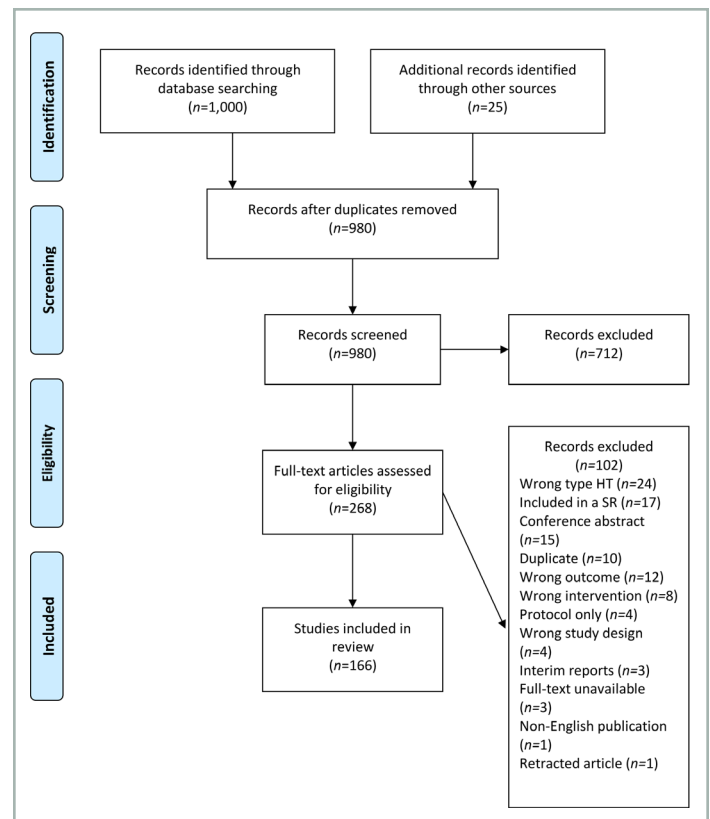 Identification
Records identified through
database searching
(n=1,000)
Additional records identified
through other sources
(n=25)
Records after duplicates removed
(n=980)
Screening
Records screened
(n=980)
Records excluded
(n=712)
Eligibility
Full-text articles assessed
for eligibility
(n=268)
Records excluded
(n=102)
Wrong type HT (n=24)
Included in a SR (n=17)
Conference abstract
(n=15)
Duplicate (n=10)
Wrong outcome (n=12)
Wrong intervention (n=8)
Protocol only (n=4)
Wrong study design
(n=4)
Interim reports (n=3)
Full-text unavailable
(n=3)
Non-English publication
(n=1)
Retracted article (n=1)
Included
Studies included in
review
(n=166)